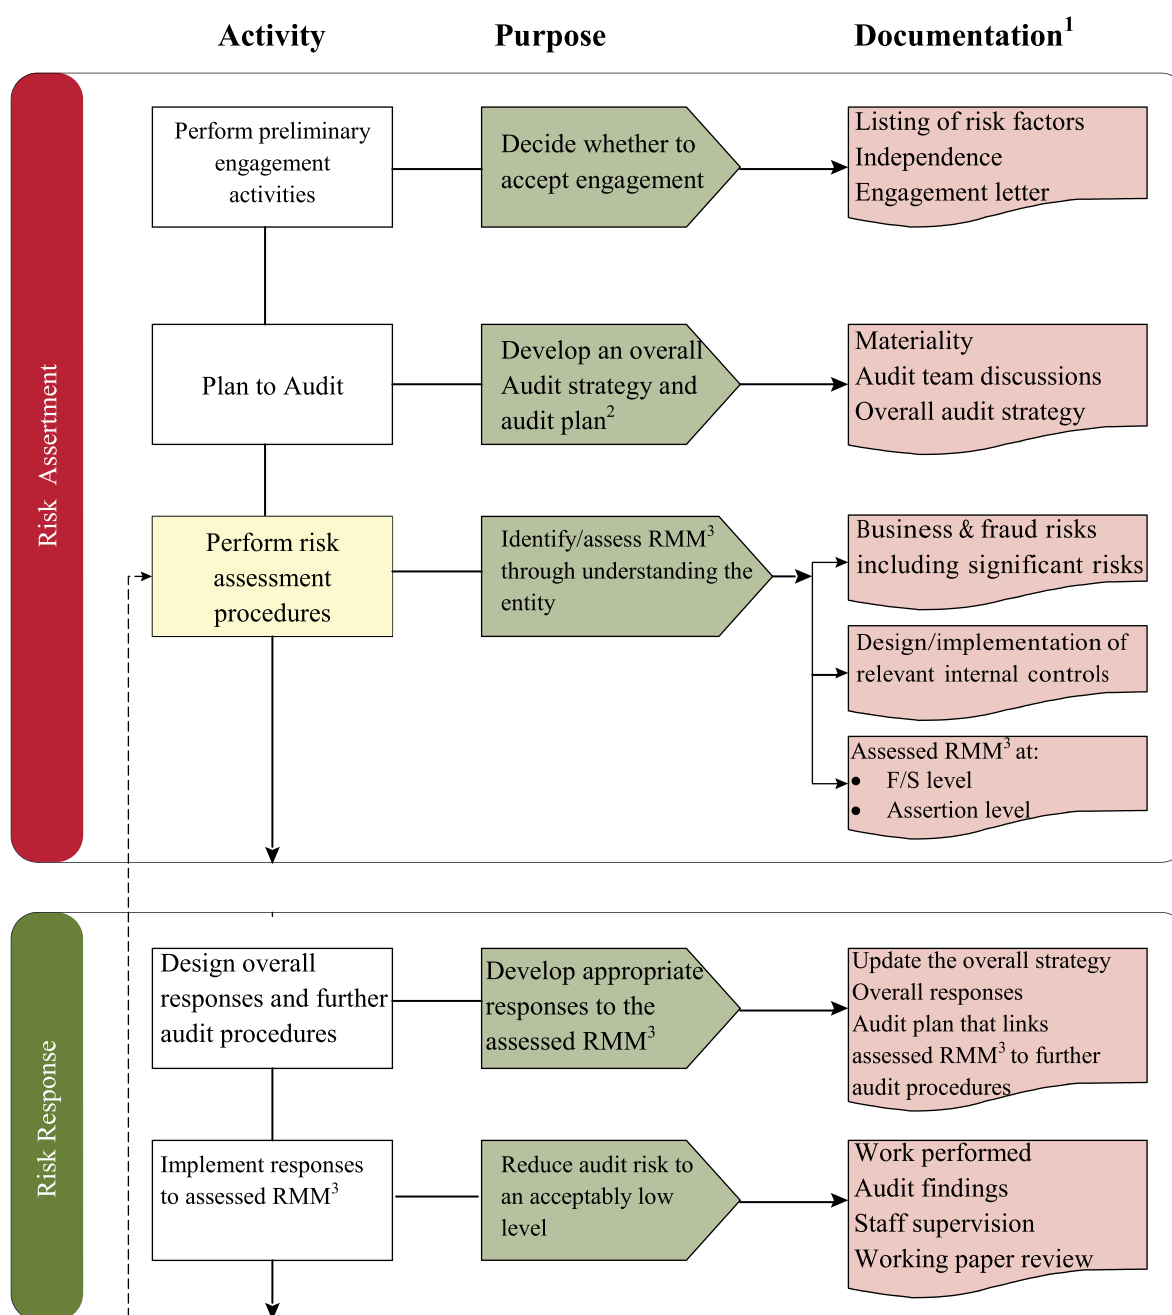 Activity
Purpose
Documentation1
Risk Assertment
Perform preliminary
engagement
activities
Decide whether to
accept engagement
Listing of risk factors
Independence
Engagement letter
Plan to Audit
Develop an overall
Audit strategy and
audit plan2
Materiality
Audit team discussions
Overall audit strategy
Perform risk
assessment
procedures
Identify/assess RMM3
through understanding the
entity
Business & fraud risks
including significant risks
Design/implementation of
relevant internal controls
Assessed RMM3 at:
• F/S level
• Assertion level
Risk Response
Design overall
responses and further
audit procedures
Develop appropriate
responses to the
assessed RMM3
Update the overall strategy
Overall responses
Audit plan that links
assessed RMM3 to further
audit procedures
Implement responses
to assessed RMM3
Reduce audit risk to
an acceptably low
level
Work performed
Audit findings
Staff supervision
Working paper review